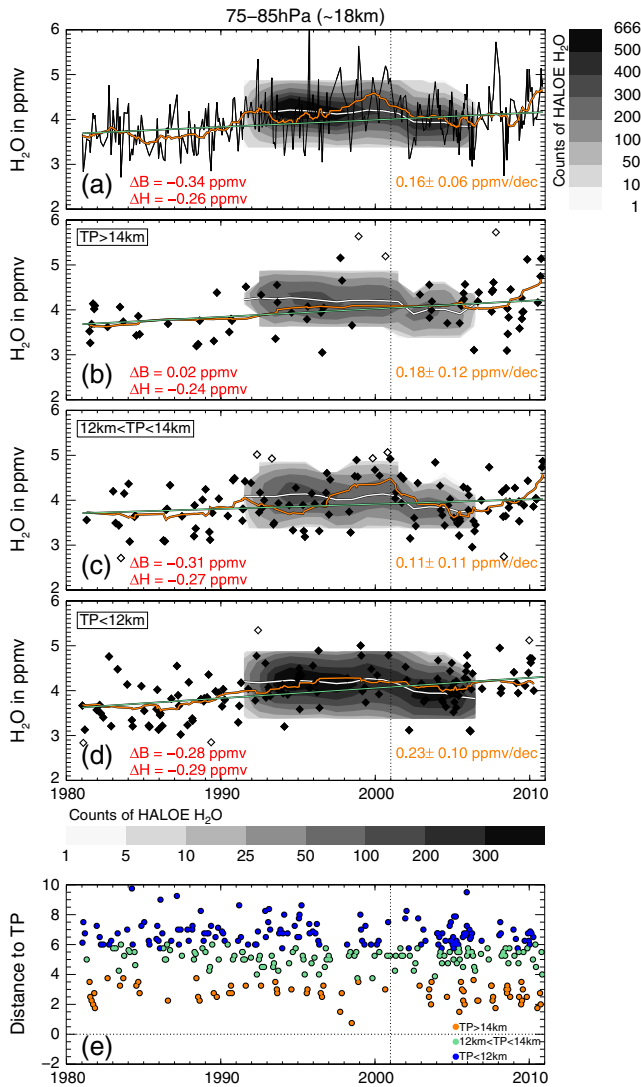 75−85hPa (~18km)
6
5
4
3
2
H₂O in ppmv
(a)
ΔB = −0.34 ppmv
ΔH = −0.26 ppmv
0.16± 0.06 ppmv/dec
Counts of HALOE H₂O
666
500
400
300
200
100
50
10
1
6
5
4
3
2
H₂O in ppmv
TP>14km
(b)
ΔB = 0.02 ppmv
ΔH = −0.24 ppmv
0.18± 0.12 ppmv/dec
6
5
4
3
2
H₂O in ppmv
12km<TP<14km
(c)
ΔB = −0.31 ppmv
ΔH = −0.27 ppmv
0.11± 0.11 ppmv/dec
6
5
4
3
2
H₂O in ppmv
TP<12km
(d)
ΔB = −0.28 ppmv
ΔH = −0.29 ppmv
0.23± 0.10 ppmv/dec
1980 1990 2000 2010
Counts of HALOE H₂O
1 5 10 25 50 100 200 300
10
8
6
4
2
0
−2
Distance to TP
(e)
TP>14km
12km<TP<14km
TP<12km
1980 1990 2000 2010